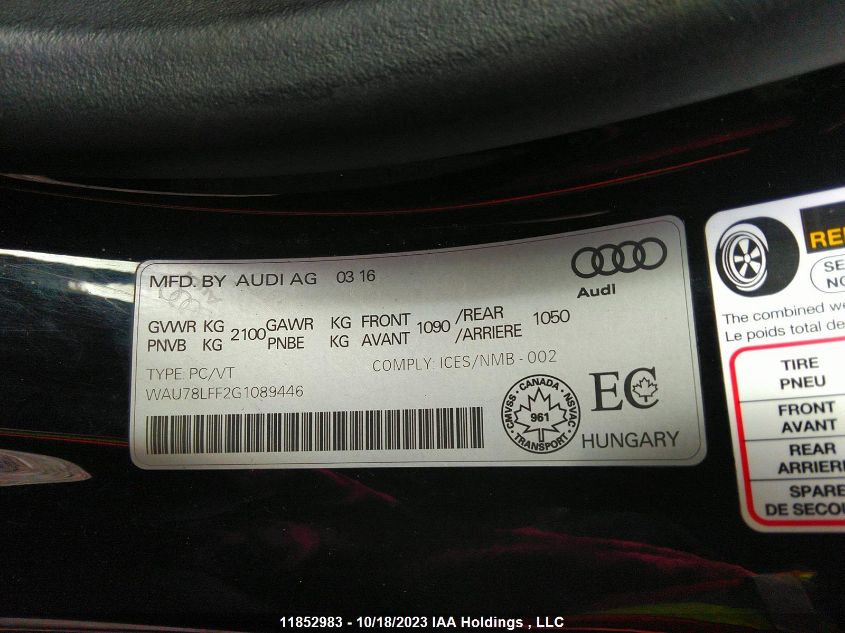 MFD. BY AUDI AG 03 16
Audi
GVWR KG 2100 GAWR KG FRONT 1090 /REAR 1050
PNVB KG PNBE KG AVANT /ARRIERE
TYPE: PC/VT COMPLY: ICES/NMB - 002
WAU78LFF2G1089446
CMVSS - CANADA - NSVAC
961
TRANSPORT
EC
HUNGARY
The combined we
Le poids total de
TIRE
PNEU
FRONT
AVANT
REAR
ARRIERE
SPARE
DE SECOU
11852983 - 10/18/2023 IAA Holdings , LLC